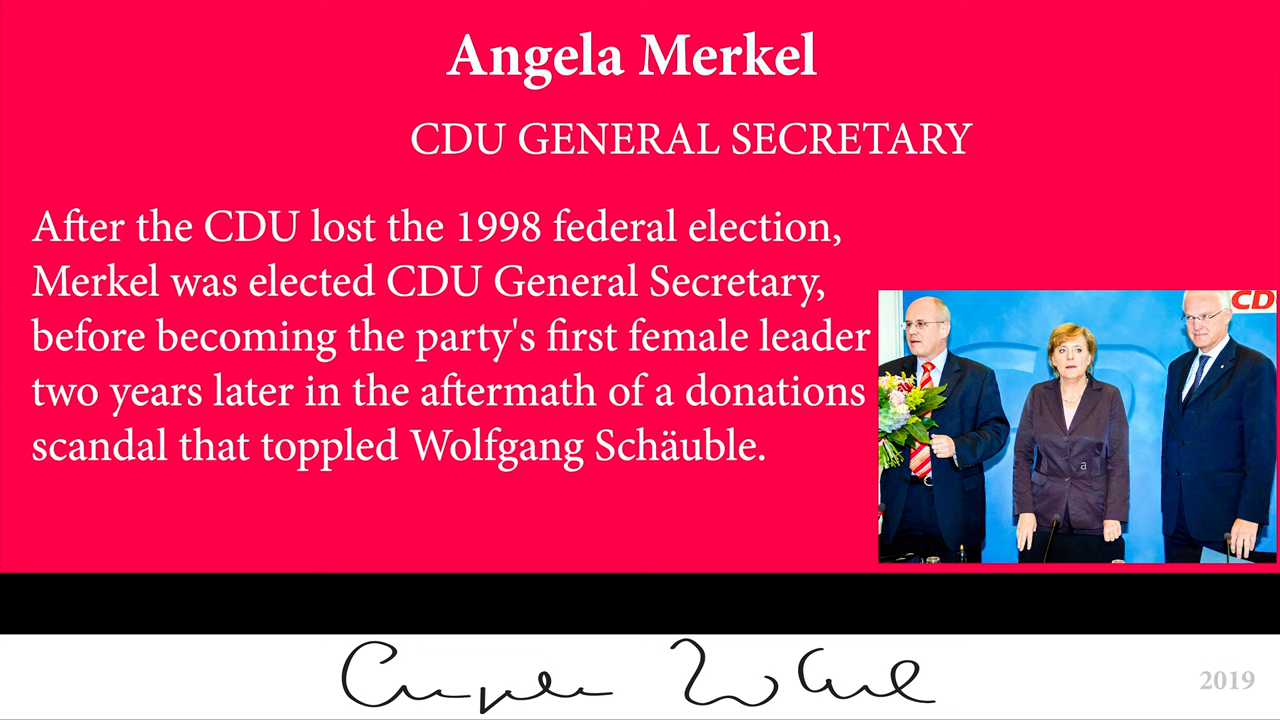 Angela Merkel
CDU GENERAL SECRETARY
After the CDU lost the 1998 federal election,
Merkel was elected CDU General Secretary,
before becoming the party's first female leader
two years later in the aftermath of a donations
scandal that toppled Wolfgang Schäuble.
CD
a
Angela Merkel
2019